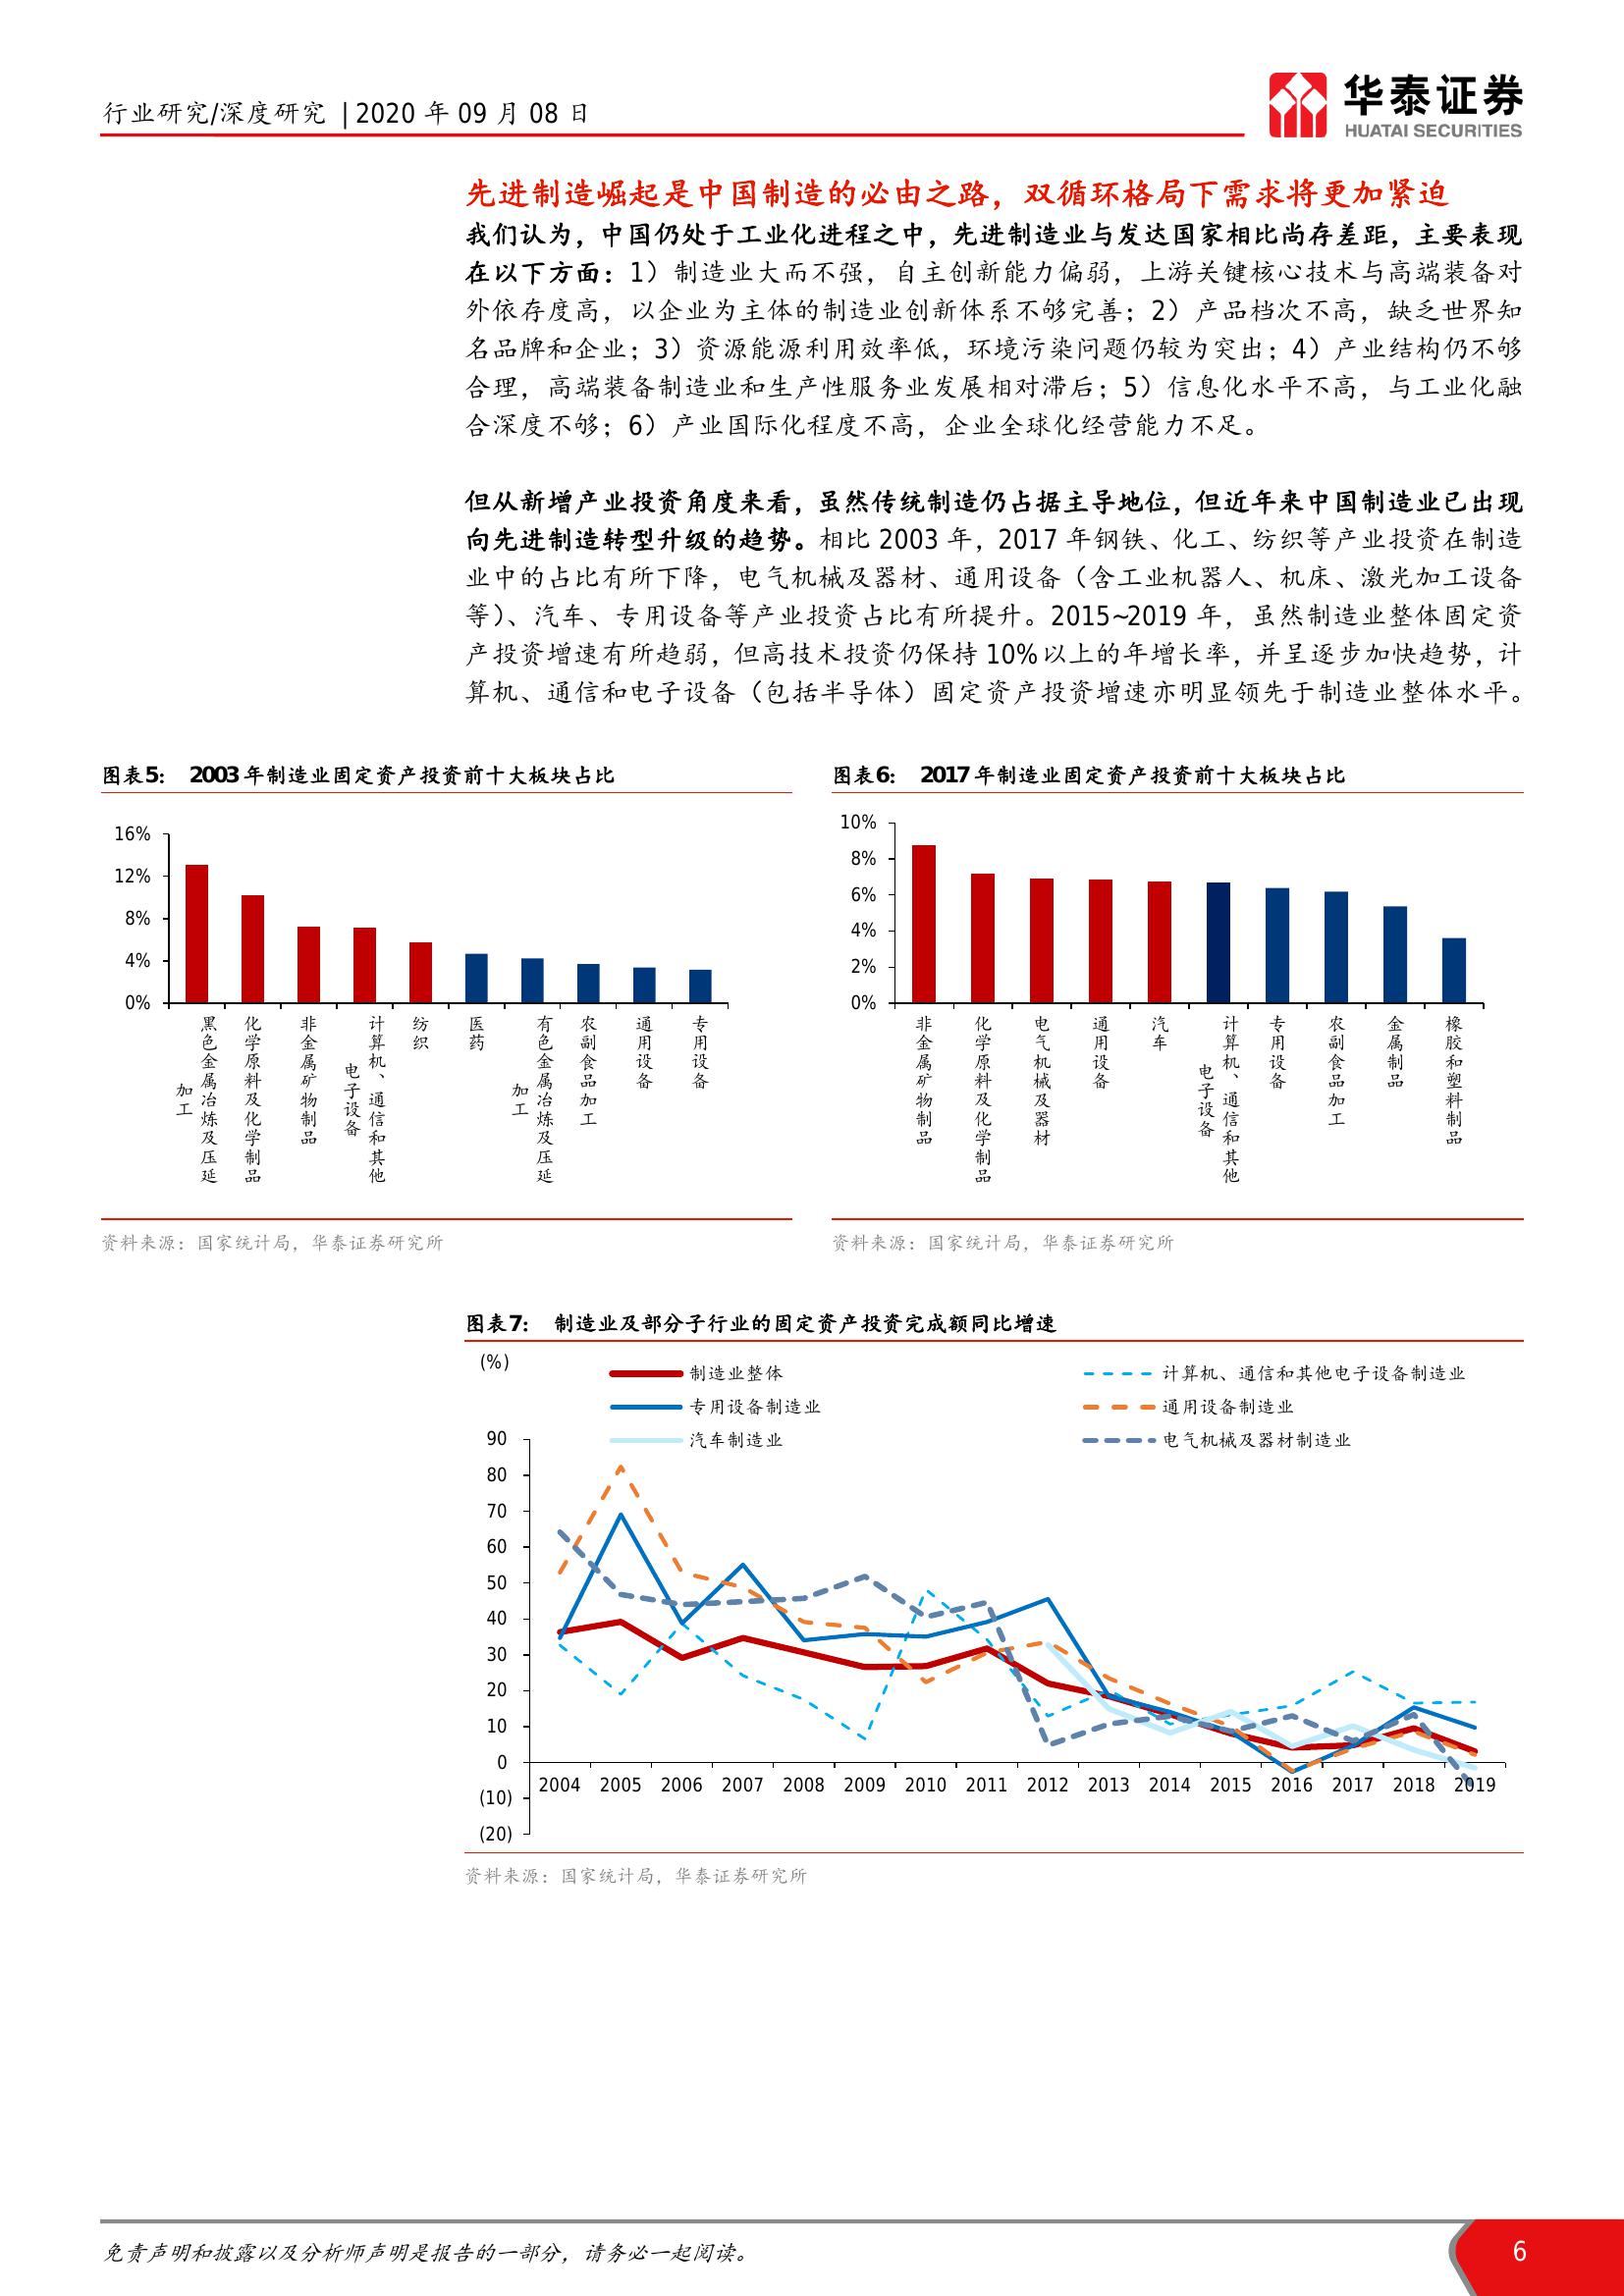 行业研究/深度研究 | 2020 年 09 月 08 日
华泰证券
HUATAI SECURITIES
先进制造崛起是中国制造的必由之路，双循环格局下需求将更加紧迫
我们认为，中国仍处于工业化进程之中，先进制造业与发达国家相比尚存差距，主要表现
在以下方面：1）制造业大而不强，自主创新能力偏弱，上游关键核心技术与高端装备对
外依存度高，以企业为主体的制造业创新体系不够完善；2）产品档次不高，缺乏世界知
名品牌和企业；3）资源能源利用效率低，环境污染问题仍较为突出；4）产业结构仍不够
合理，高端装备制造业和生产性服务业发展相对滞后；5）信息化水平不高，与工业化融
合深度不够；6）产业国际化程度不高，企业全球化经营能力不足。
但从新增产业投资角度来看，虽然传统制造仍占据主导地位，但近年来中国制造业已出现
向先进制造转型升级的趋势。相比 2003 年，2017 年钢铁、化工、纺织等产业投资在制造
业中的占比有所下降，电气机械及器材、通用设备（含工业机器人、机床、激光加工设备
等）、汽车、专用设备等产业投资占比有所提升。2015~2019 年，虽然制造业整体固定资
产投资增速有所趋弱，但高技术投资仍保持 10%以上的年增长率，并呈逐步加快趋势，计
算机、通信和电子设备（包括半导体）固定资产投资增速亦明显领先于制造业整体水平。
图表5： 2003 年制造业固定资产投资前十大板块占比
16%
12%
8%
4%
0%
黑色金属冶炼及压延
加工
化学原料及化学制品
非金属矿物制品
计算机、通信和其他
电子设备
纺织
医药
有色金属冶炼及压延
加工
农副食品加工
通用设备
专用设备
资料来源：国家统计局，华泰证券研究所
图表6： 2017 年制造业固定资产投资前十大板块占比
10%
8%
6%
4%
2%
0%
非金属矿物制品
化学原料及化学制品
电气机械及器材
通用设备
汽车
计算机、通信和其他
电子设备
专用设备
农副食品加工
金属制品
橡胶和塑料制品
资料来源：国家统计局，华泰证券研究所
图表7： 制造业及部分子行业的固定资产投资完成额同比增速
(%)
制造业整体
计算机、通信和其他电子设备制造业
专用设备制造业
通用设备制造业
汽车制造业
电气机械及器材制造业
90
80
70
60
50
40
30
20
10
0
(10)
(20)
2004 2005 2006 2007 2008 2009 2010 2011 2012 2013 2014 2015 2016 2017 2018 2019
资料来源：国家统计局，华泰证券研究所
免责声明和披露以及分析师声明是报告的一部分，请务必一起阅读。
6